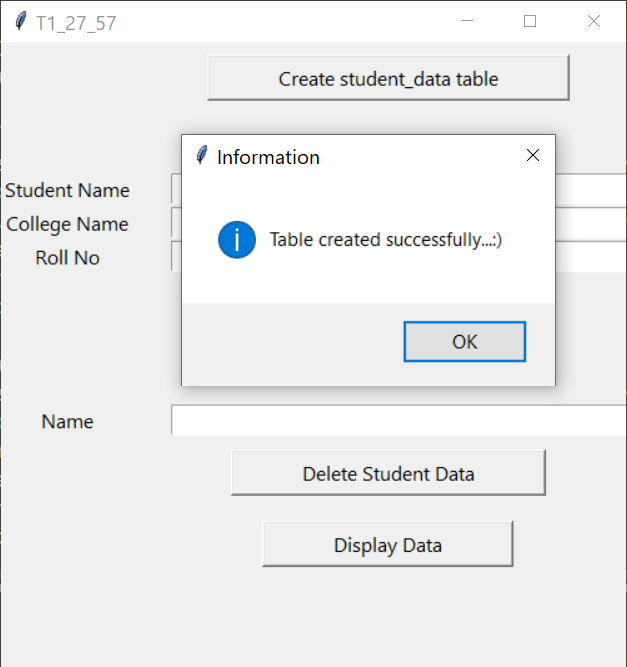 T1_27_57
Create student_data table
Information
Student Name
College Name
Table created successfully...:)
Roll No
OK
Name
Delete Student Data
Display Data